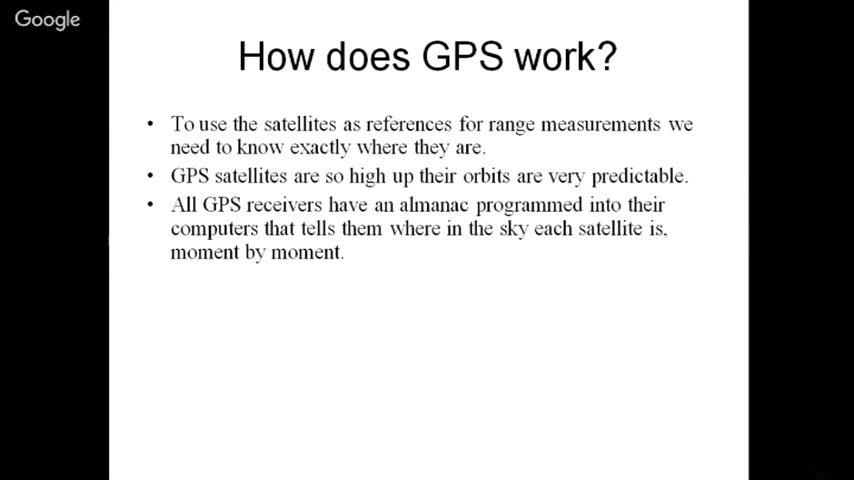 Google
How does GPS work?
• To use the satellites as references for range measurements we
need to know exactly where they are.
• GPS satellites are so high up their orbits are very predictable.
• All GPS receivers have an almanac programmed into their
computers that tells them where in the sky each satellite is,
moment by moment.